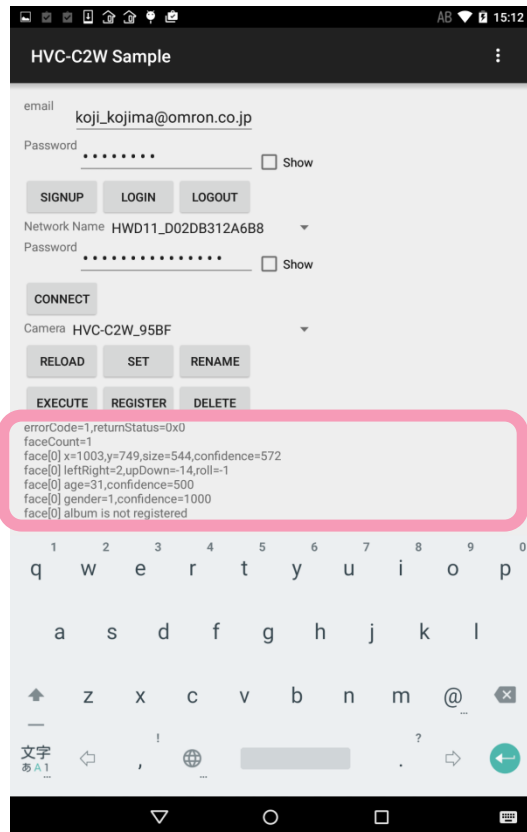 AB 15:12
HVC-C2W Sample
email
koji_kojima@omron.co.jp
Password
•••••••• Show
SIGNUP LOGIN LOGOUT
Network Name HWD11_D02DB312A6B8
Password
••••••••••••••• Show
CONNECT
Camera HVC-C2W_95BF
RELOAD SET RENAME
EXECUTE REGISTER DELETE
errorCode=1,returnStatus=0x0
faceCount=1
face[0] x=1003,y=749,size=544,confidence=572
face[0] leftRight=2,upDown=-14,roll=-1
face[0] age=31,confidence=500
face[0] gender=1,confidence=1000
face[0] album is not registered
1 2 3 4 5 6 7 8 9 0
q w e r t y u i o p
a s d f g h j k l
z x c v b n m @ ...
文字 , ! . ?
あA1 ... ...